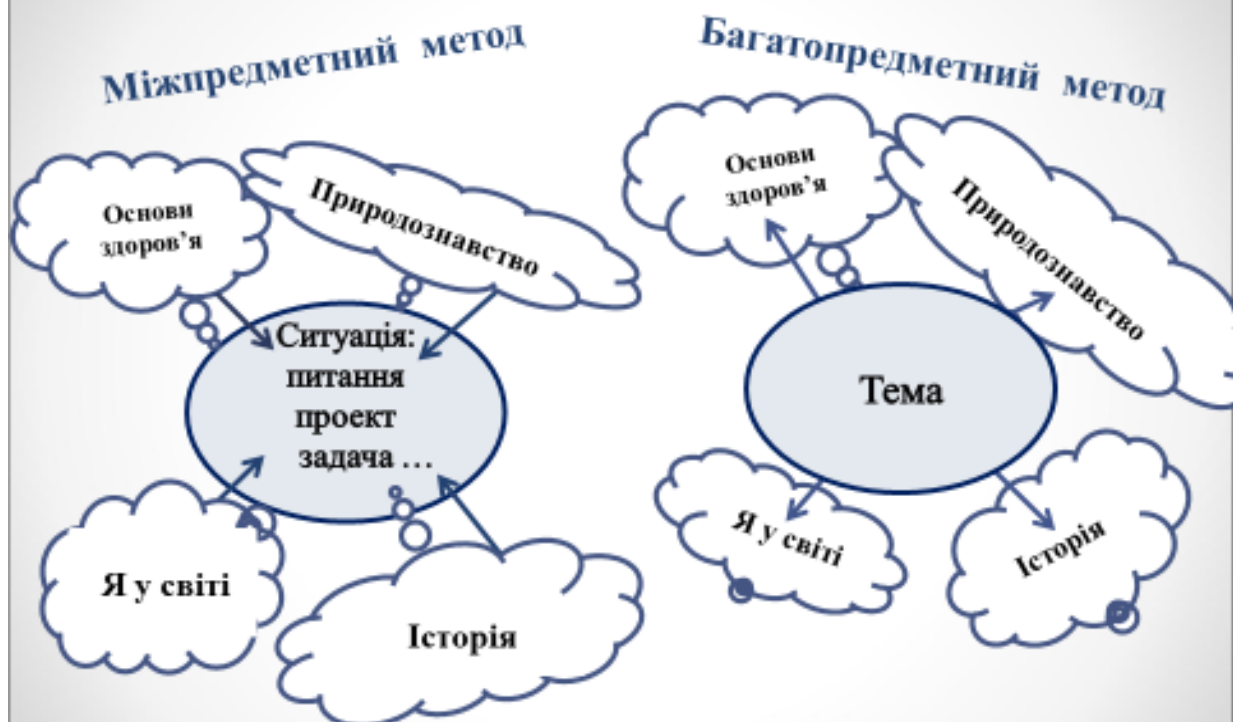 Міжпредметний метод
Основи
здоров’я
Природознавство
Ситуація:
питання
проект
задача ...
Я у світі
Історія
Багатопредметний метод
Основи
здоров’я
Природознавство
Тема
Я у світі
Історія